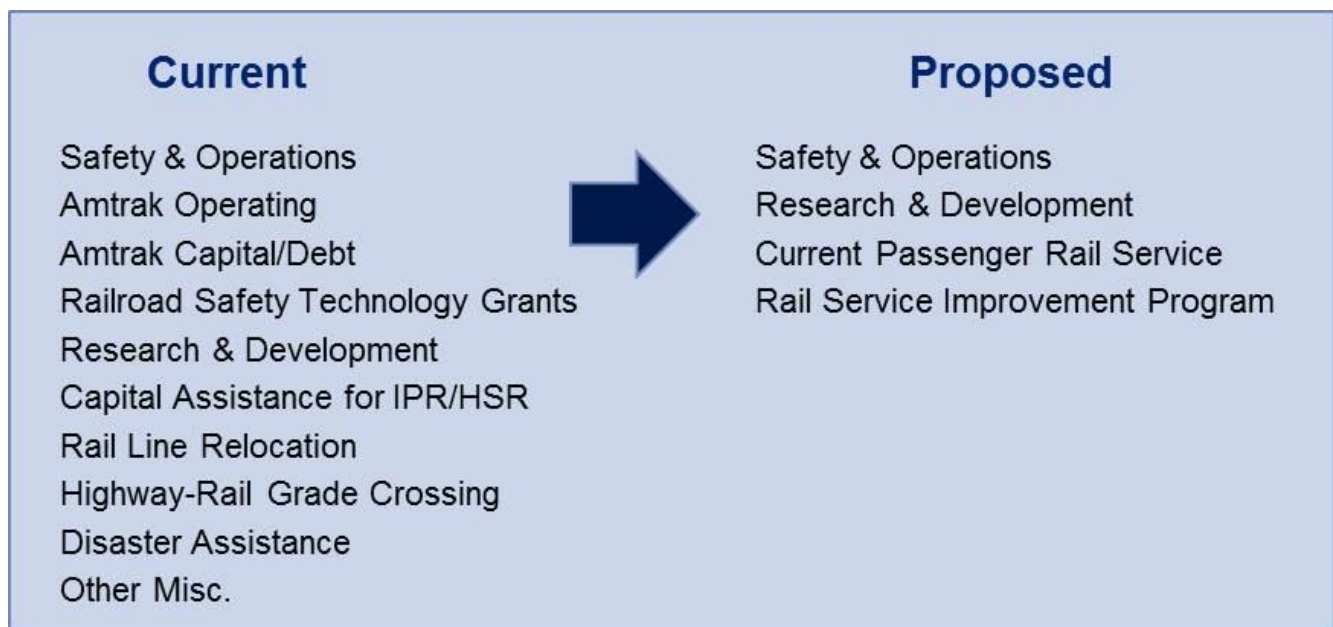 Current
Safety & Operations
Amtrak Operating
Amtrak Capital/Debt
Railroad Safety Technology Grants
Research & Development
Capital Assistance for IPR/HSR
Rail Line Relocation
Highway-Rail Grade Crossing
Disaster Assistance
Other Misc.
Proposed
Safety & Operations
Research & Development
Current Passenger Rail Service
Rail Service Improvement Program